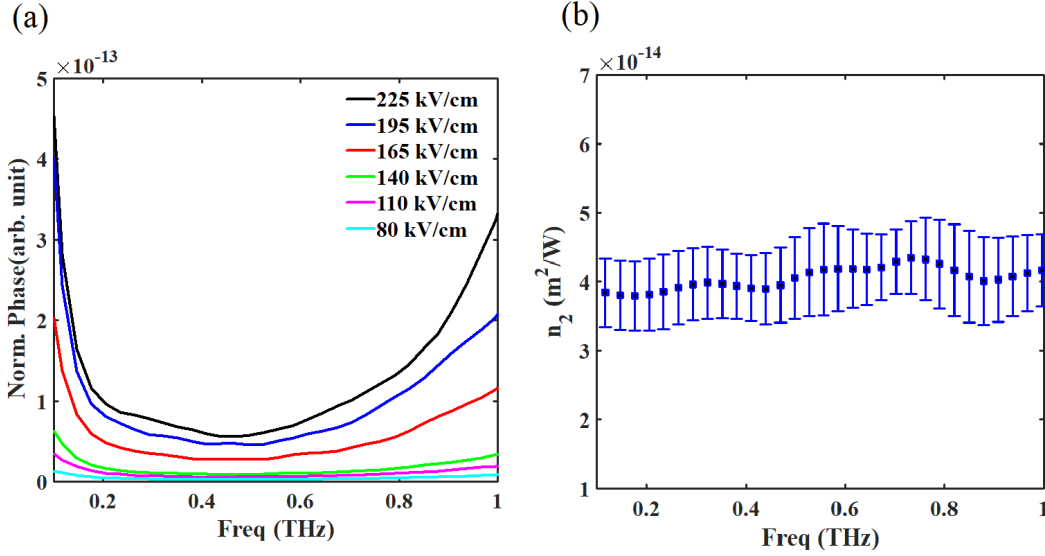 (a)
×10⁻¹³
5
4
3
2
1
0
Norm. Phase(arb. unit)
225 kV/cm
195 kV/cm
165 kV/cm
140 kV/cm
110 kV/cm
80 kV/cm
0.2 0.4 0.6 0.8 1
Freq (THz)
(b)
×10⁻¹⁴
7
6
5
4
3
2
1
n₂ (m²/W)
0.2 0.4 0.6 0.8 1
Freq (THz)